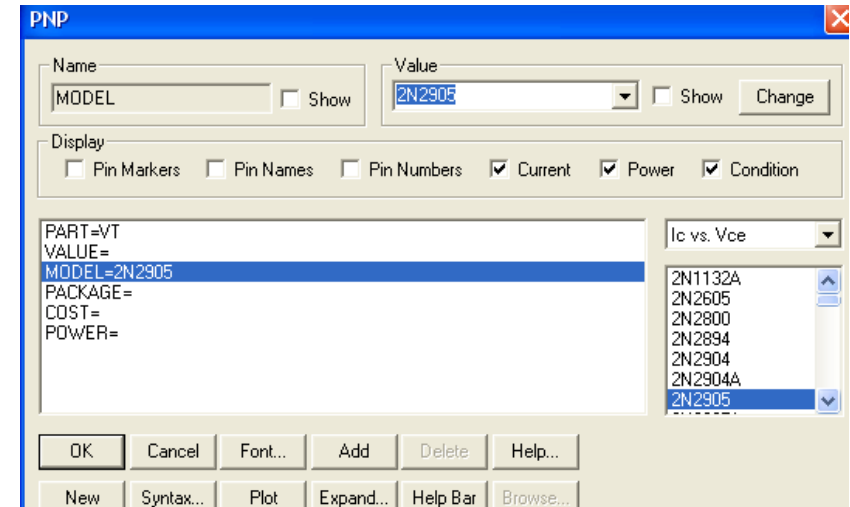 PNP
Name
MODEL
Show
Value
2N2905
Show
Change
Display
Pin Markers
Pin Names
Pin Numbers
Current
Power
Condition
PART=VT
VALUE=
MODEL=2N2905
PACKAGE=
COST=
POWER=
Ic vs. Vce
2N1132A
2N2605
2N2800
2N2894
2N2904
2N2904A
2N2905
OK
Cancel
Font...
Add
Delete
Help...
New
Syntax...
Plot
Expand...
Help Bar
Browse...